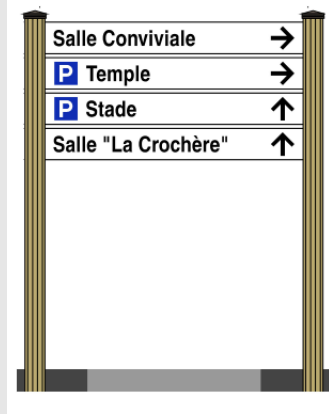 Salle Conviviale →
P Temple →
P Stade ↑
Salle "La Crochère" ↑